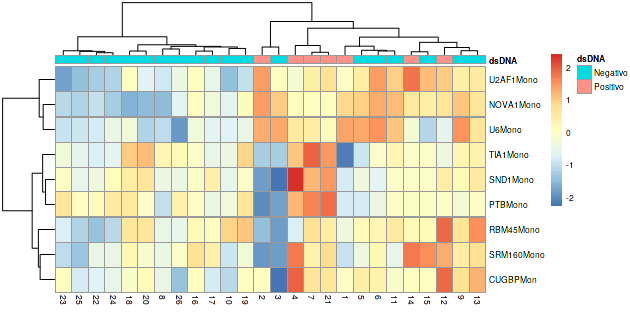 dsDNA
U2AF1Mono
NOVA1Mono
U6Mono
TIA1Mono
SND1Mono
PTBMono
RBM45Mono
SRM160Mono
CUGBPMon
23 25 22 24 18 20 8 26 16 17 10 19 2 3 4 7 21 1 5 6 11 14 15 12 9 13
2
1
0
-1
-2
dsDNA
Negativo
Positivo